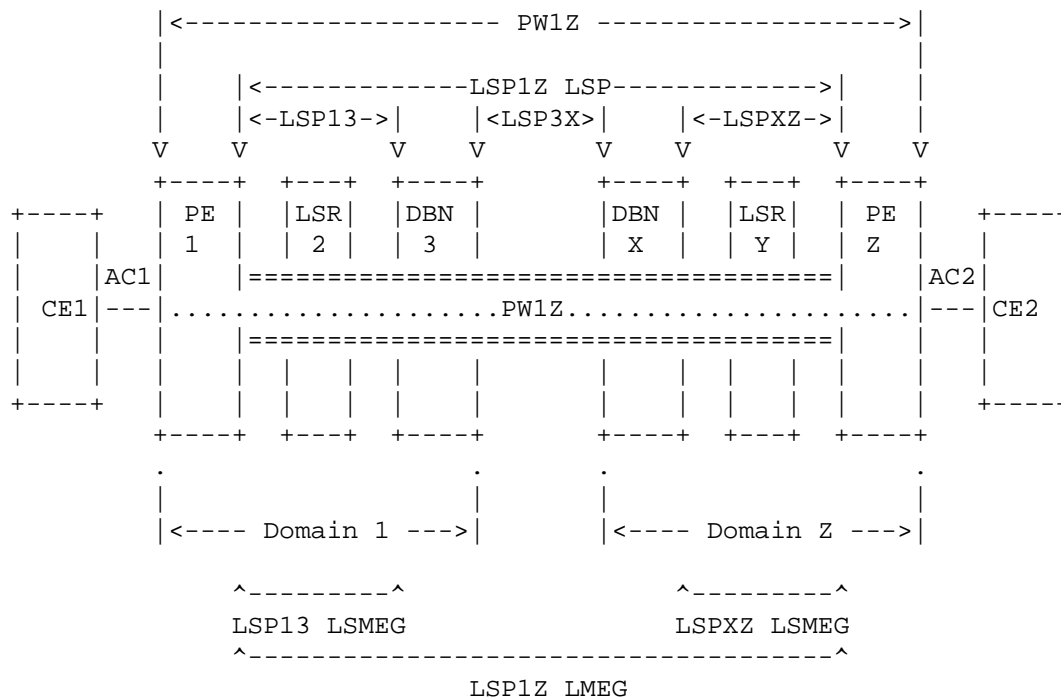 |<--------------------- PW1Z ------------------->|
|<-------------LSP1Z LSP------------->|
|<-LSP13->| |<LSP3X>| |<-LSPXZ->|
V V V V V V V V
+----+ +---+ +----+ +----+ +---+ +----+
+----+ | PE | |LSR| |DBN | |DBN | |LSR| | PE | +-----
| | | 1 | | 2 | | 3 | | X | | Y | | Z | |
| |AC1| |=====================================| |AC2|
| CE1|---|......................PW1Z.......................|---|CE2
| | | |=====================================| | |
+----+ +-----
+----+ +---+ +----+ +----+ +---+ +----+
. . . .
|<---- Domain 1 --->| |<---- Domain Z --->|
^---------^ ^---------^
LSP13 LSMEG LSPXZ LSMEG
^-------------------------------------^
LSP1Z LMEG